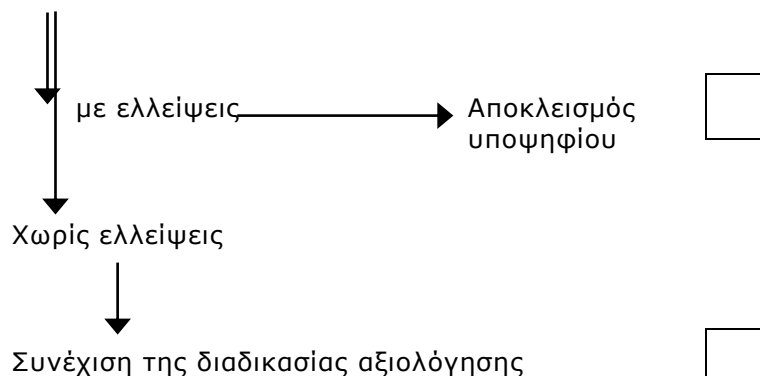 με ελλείψεις
Αποκλεισμός
υποψηφίου
Χωρίς ελλείψεις
Συνέχιση της διαδικασίας αξιολόγησης